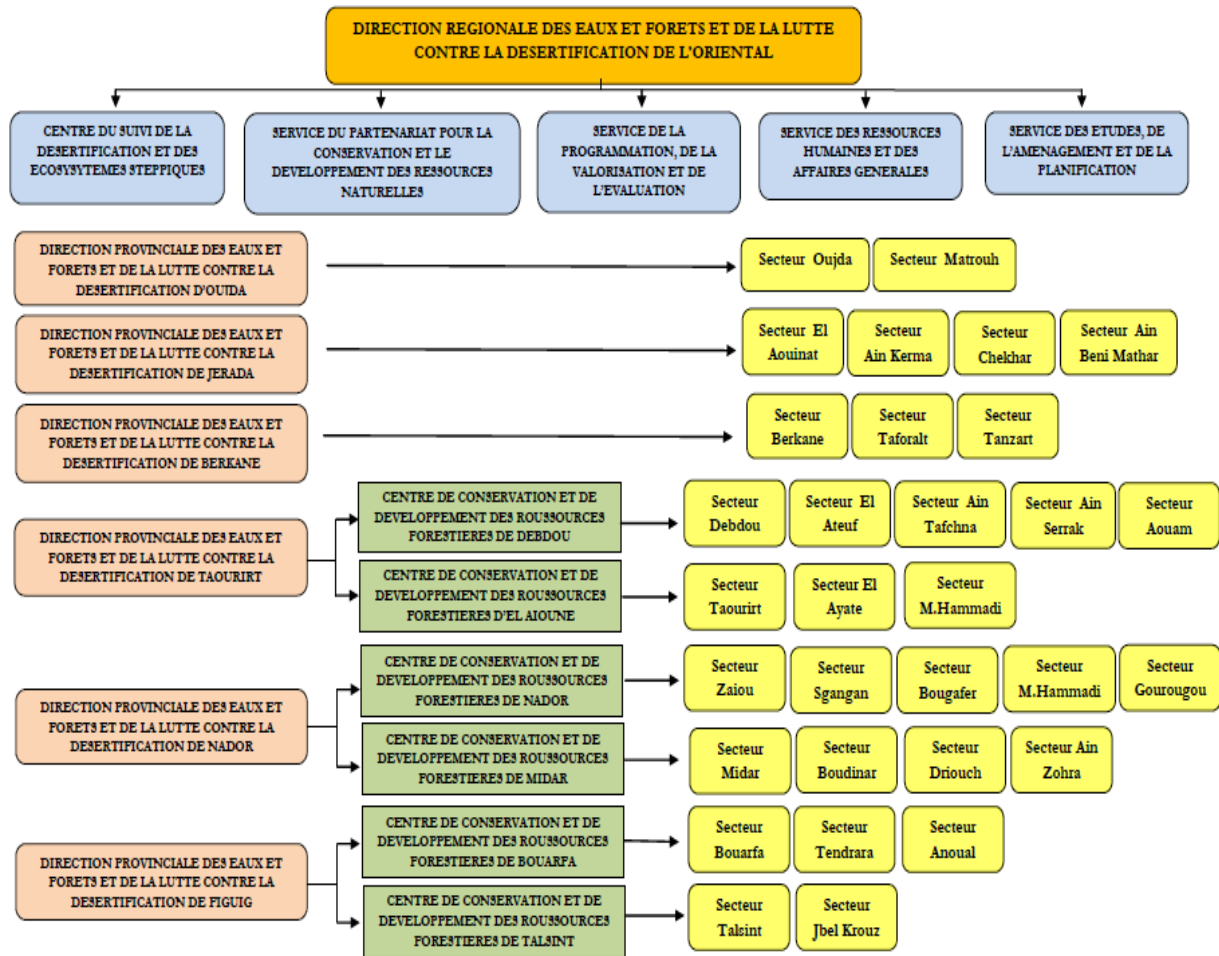 DIRECTION REGIONALE DES EAUX ET FORETS ET DE LA LUTTE
CONTRE LA DESERTIFICATION DE L'ORIENTAL
CENTRE DU SUIVI DE LA
DESERTIFICATION ET DES
ECOSYSTEMES STEPPIQUES
SERVICE DU PARTENARIAT POUR LA
CONSERVATION ET LE
DEVELOPPEMENT DES RESSOURCES
NATURELLES
SERVICE DE LA
PROGRAMMATION, DE LA
VALORISATION ET DE
L'EVALUATION
SERVICE DES RESSOURCES
HUMAINES ET DES
AFFAIRES GENERALES
SERVICE DES ETUDES, DE
L'AMENAGEMENT ET DE LA
PLANIFICATION
DIRECTION PROVINCIALE DES EAUX ET
FORETS ET DE LA LUTTE CONTRE LA
DESERTIFICATION D'OUJDA
Secteur Oujda
Secteur Matrouh
DIRECTION PROVINCIALE DES EAUX ET
FORETS ET DE LA LUTTE CONTRE LA
DESERTIFICATION DE JERADA
Secteur El
Aouinat
Secteur
Ain Kerma
Secteur
Chekhar
Secteur Ain
Beni Mathar
DIRECTION PROVINCIALE DES EAUX ET
FORETS ET DE LA LUTTE CONTRE LA
DESERTIFICATION DE BERKANE
Secteur
Berkane
Secteur
Taforalt
Secteur
Tanzart
DIRECTION PROVINCIALE DES EAUX ET
FORETS ET DE LA LUTTE CONTRE LA
DESERTIFICATION DE TAOURIRT
CENTRE DE CONSERVATION ET DE
DEVELOPPEMENT DES ROUSSOURCES
FORESTIERES DE DEBDOU
Secteur
Debdou
Secteur El
Ateuf
Secteur Ain
Tafchna
Secteur Ain
Serrak
Secteur
Aouam
CENTRE DE CONSERVATION ET DE
DEVELOPPEMENT DES ROUSSOURCES
FORESTIERES D'EL AIOUNE
Secteur
Taourirt
Secteur El
Ayate
Secteur
M.Hammadi
DIRECTION PROVINCIALE DES EAUX ET
FORETS ET DE LA LUTTE CONTRE LA
DESERTIFICATION DE NADOR
CENTRE DE CONSERVATION ET DE
DEVELOPPEMENT DES ROUSSOURCES
FORESTIERES DE NADOR
Secteur
Zaiou
Secteur
Sgangan
Secteur
Bougafer
Secteur
M.Hammadi
Secteur
Gourougou
CENTRE DE CONSERVATION ET DE
DEVELOPPEMENT DES ROUSSOURCES
FORESTIERES DE MIDAR
Secteur
Midar
Secteur
Boudinar
Secteur
Driouch
Secteur Ain
Zohra
DIRECTION PROVINCIALE DES EAUX ET
FORETS ET DE LA LUTTE CONTRE LA
DESERTIFICATION DE FIGUIG
CENTRE DE CONSERVATION ET DE
DEVELOPPEMENT DES ROUSSOURCES
FORESTIERES DE BOUARFA
Secteur
Bouarfa
Secteur
Tendrara
Secteur
Anoual
CENTRE DE CONSERVATION ET DE
DEVELOPPEMENT DES ROUSSOURCES
FORESTIERES DE TALSINT
Secteur
Talsint
Secteur
Jbel Krouz